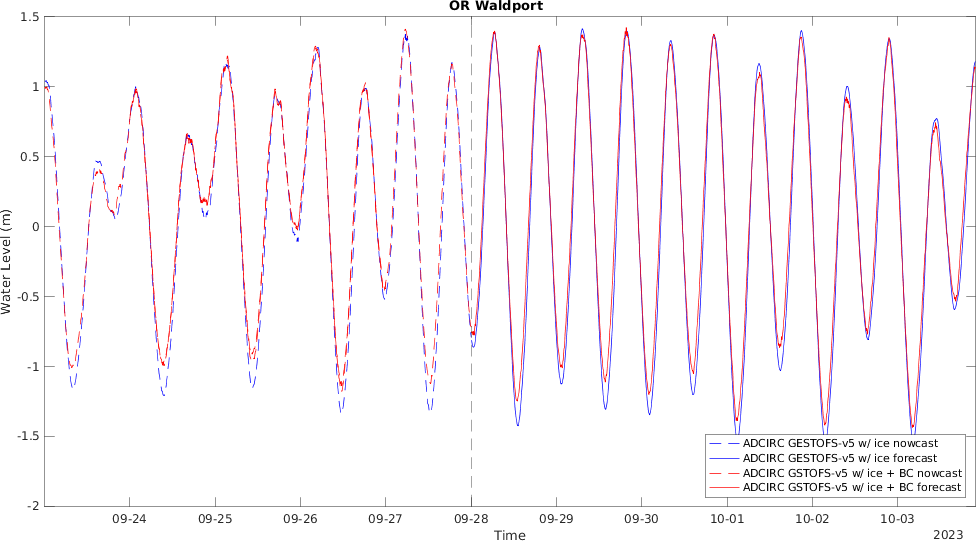 OR Waldport
1.5
1
0.5
0
-0.5
-1
-1.5
-2
Water Level (m)
ADCIRC GESTOFS-v5 w/ ice nowcast
ADCIRC GESTOFS-v5 w/ ice forecast
ADCIRC GSTOFS-v5 w/ ice + BC nowcast
ADCIRC GSTOFS-v5 w/ ice + BC forecast
09-24 09-25 09-26 09-27 09-28 09-29 09-30 10-01 10-02 10-03
Time
2023